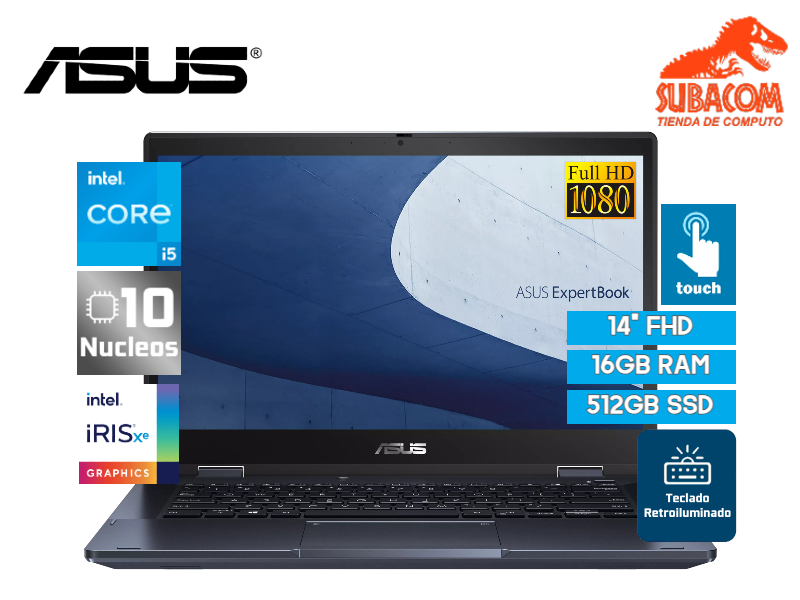 ASUS®
SUBACOM
TIENDA DE COMPUTO
intel.
CORE
i5
Full HD
1080
touch
10
Nucleos
ASUS ExpertBook
14" FHD
16GB RAM
512GB SSD
intel.
iRISxe
GRAPHICS
ASUS
Teclado
Retroiluminado